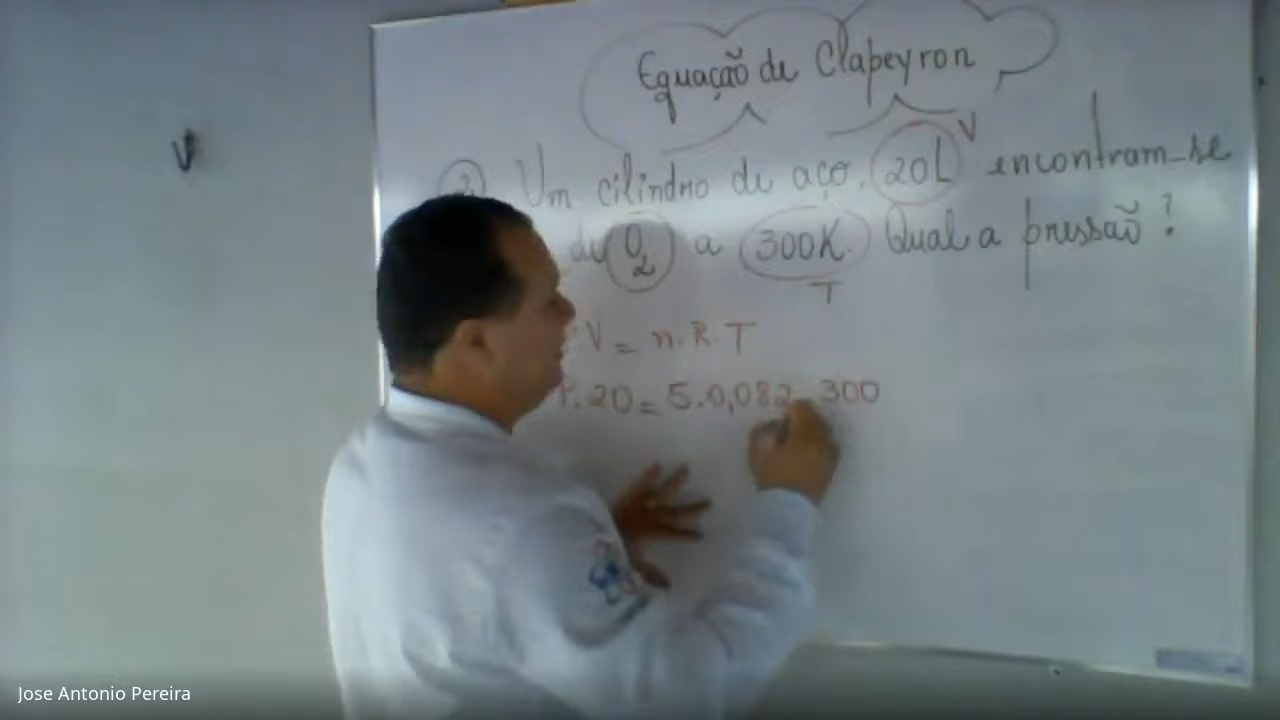 Equação de Clapeyron
2 Um cilindro de aço, 20L V encontram-se
de O2 a 300K. Qual a pressão?
T
V = n.R.T
P.20 = 5.0,082.300
V
Jose Antonio Pereira